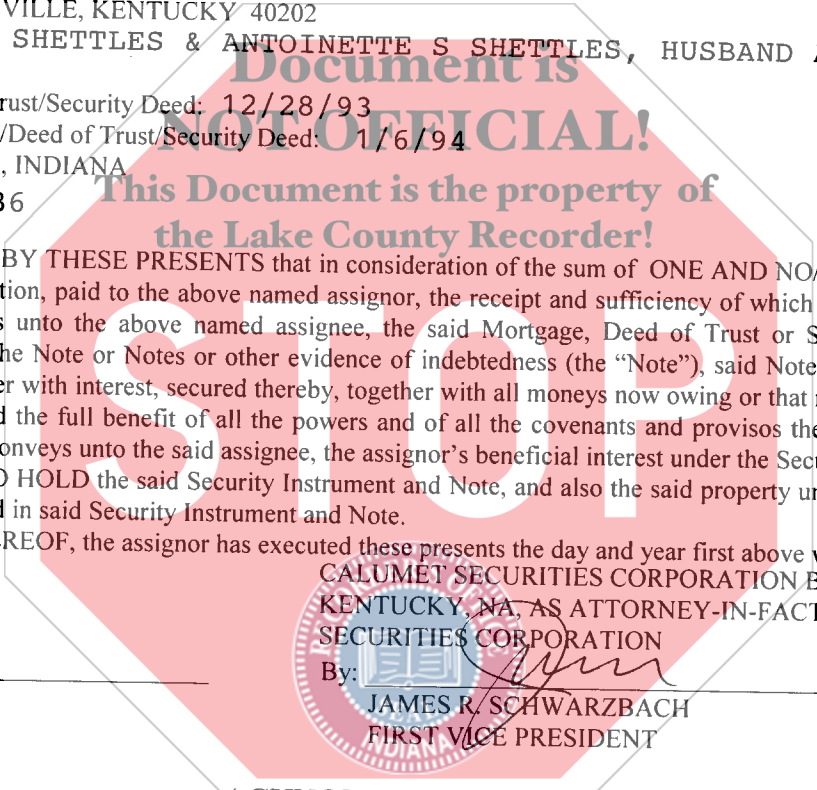 VILLE, KENTUCKY 40202
SHETTLES & ANTOINETTE S SHETTLES, HUSBAND
Document is
rust/Security Deed: 12/28/93
NOT OFFICIAL!
/Deed of Trust/Security Deed: 1/6/94
, INDIANA
This Document is the property of
36
the Lake County Recorder!
BY THESE PRESENTS that in consideration of the sum of ONE AND NO/
tion, paid to the above named assignor, the receipt and sufficiency of which
s unto the above named assignee, the said Mortgage, Deed of Trust or S
he Note or Notes or other evidence of indebtedness (the “Note”), said Note
er with interest, secured thereby, together with all moneys now owing or that
d the full benefit of all the powers and of all the covenants and provisos the
onveys unto the said assignee, the assignor’s beneficial interest under the Secu
STOP
O HOLD the said Security Instrument and Note, and also the said property un
d in said Security Instrument and Note.
EREOF, the assignor has executed these presents the day and year first above
CALUMET SECURITIES CORPORATION B
KENTUCKY, NA, AS ATTORNEY-IN-FACT
SECURITIES CORPORATION
By:
JAMES R. SCHWARZBACH
FIRST VICE PRESIDENT
SEAL
INDIANA